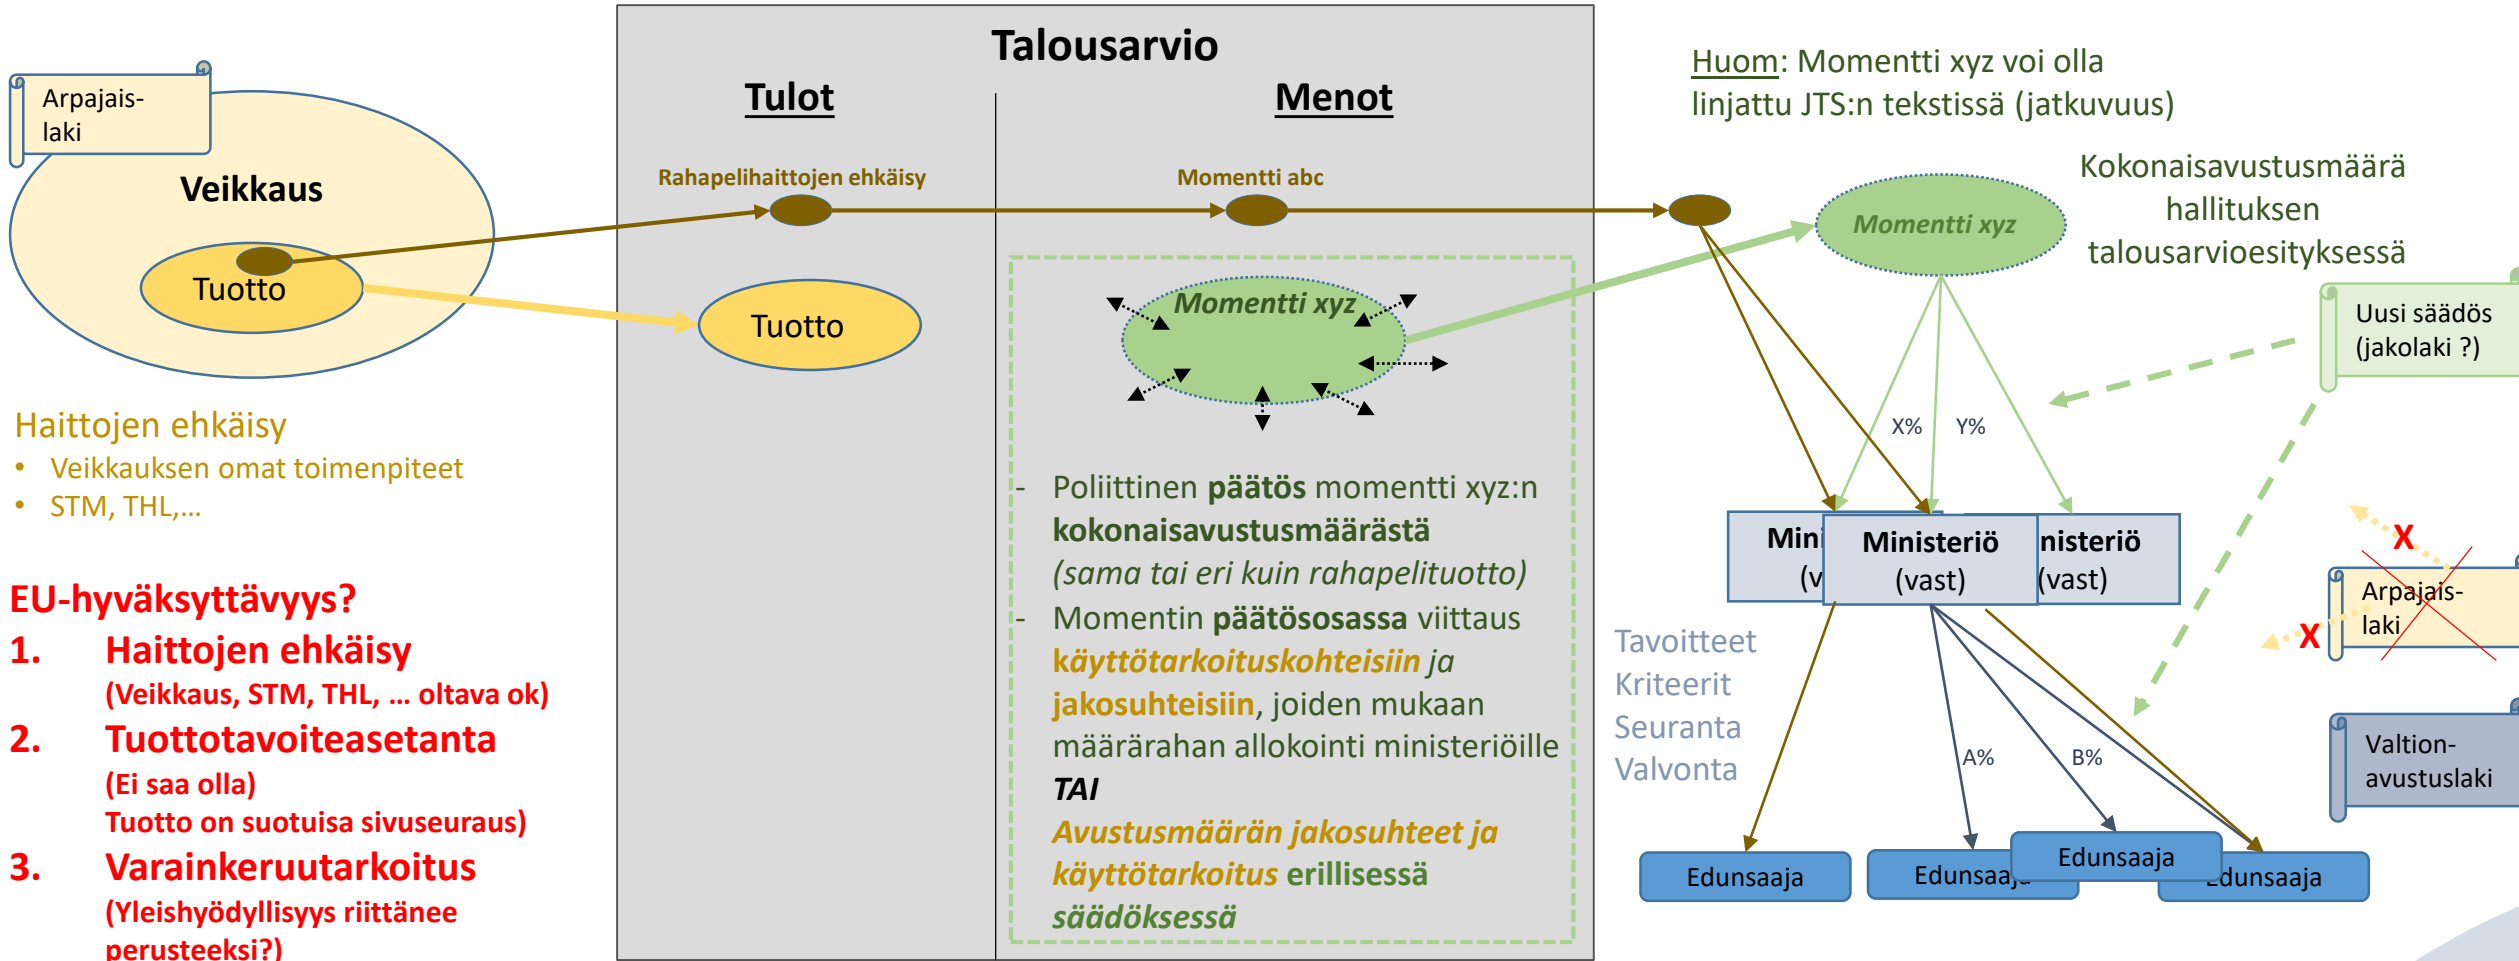 Talousarvio
Tulot
Menot
Arpajais-
laki
Veikkaus
Tuotto
Haittojen ehkäisy
• Veikkauksen omat toimenpiteet
• STM, THL,…
EU-hyväksyttävyys?
1. Haittojen ehkäisy
(Veikkaus, STM, THL, … oltava ok)
2. Tuottotavoiteasetanta
(Ei saa olla)
Tuotto on suotuisa sivuseuraus)
3. Varainkeruutarkoitus
(Yleishyödyllisyys riittänee
perusteeksi?)
Rahapelihaittojen ehkäisy
Tuotto
Momentti abc
Momentti xyz
- Poliittinen päätös momentti xyz:n
kokonaisavustusmäärästä
(sama tai eri kuin rahapelituotto)
- Momentin päätösosassa viittaus
käyttötarkoituskohteisiin ja
jakosuhteisiin, joiden mukaan
määrärahan allokointi ministeriöille
TAI
Avustusmäärän jakosuhteet ja
käyttötarkoitus erillisessä
säädöksessä
Huom: Momentti xyz voi olla
linjattu JTS:n tekstissä (jatkuvuus)
Momentti xyz
Kokonaisavustusmäärä
hallituksen
talousarvioesityksessä
Uusi säädös
(jakolaki ?)
X% Y%
Mini
(v
Ministeriö
(vast)
nisteriö
(vast)
X
X
Arpajais-
laki
Tavoitteet
Kriteerit
Seuranta
Valvonta
A% B%
Valtion-
avustuslaki
Edunsaaja
Edunsaaja
Edunsaaja
Edunsaaja